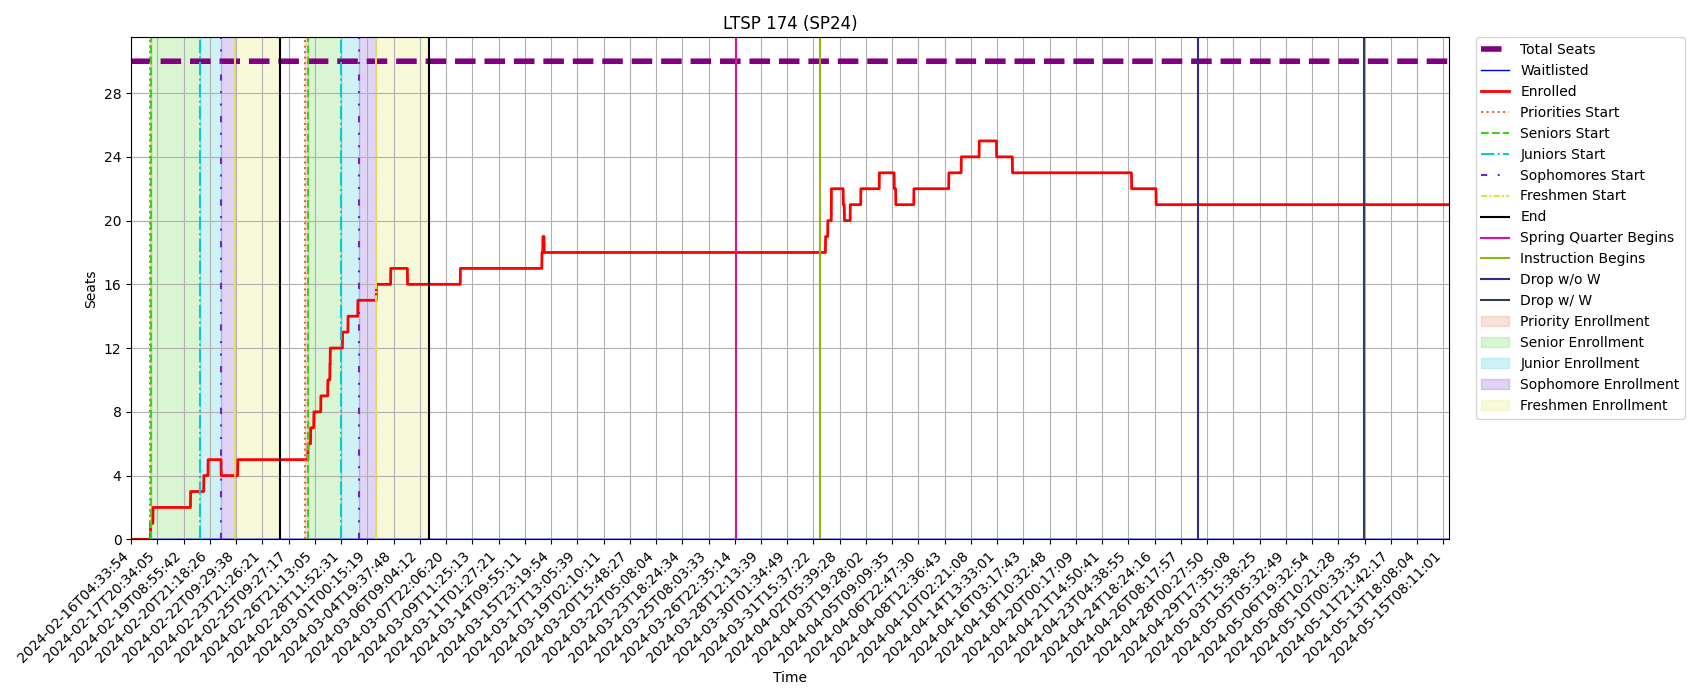 LTSP 174 (SP24)
Seats
28
24
20
16
12
8
4
0
2024-02-16T04:33:54
2024-02-17T20:34:05
2024-02-19T08:55:42
2024-02-20T21:18:26
2024-02-22T09:29:38
2024-02-23T21:26:21
2024-02-25T09:27:17
2024-02-26T21:13:05
2024-02-28T11:52:31
2024-03-01T00:15:19
2024-03-04T19:37:48
2024-03-06T09:04:12
2024-03-07T22:06:20
2024-03-09T11:25:13
2024-03-11T01:27:21
2024-03-14T09:55:11
2024-03-15T23:19:54
2024-03-17T13:05:39
2024-03-19T02:10:11
2024-03-20T15:48:27
2024-03-22T05:08:04
2024-03-23T18:24:34
2024-03-25T08:03:33
2024-03-26T22:35:14
2024-03-28T12:13:39
2024-03-30T01:34:49
2024-03-31T15:37:22
2024-04-02T05:39:28
2024-04-03T19:28:02
2024-04-05T09:09:35
2024-04-06T22:47:30
2024-04-08T12:36:43
2024-04-10T02:21:08
2024-04-14T13:33:01
2024-04-16T03:17:43
2024-04-18T10:32:48
2024-04-20T00:17:09
2024-04-21T14:50:41
2024-04-23T04:38:55
2024-04-24T18:24:16
2024-04-26T08:17:57
2024-04-28T00:27:50
2024-04-29T17:35:08
2024-05-03T15:38:25
2024-05-05T05:32:49
2024-05-06T19:32:54
2024-05-08T10:21:28
2024-05-10T00:33:35
2024-05-11T21:42:17
2024-05-13T18:08:04
2024-05-15T08:11:01
Time
Total Seats
Waitlisted
Enrolled
Priorities Start
Seniors Start
Juniors Start
Sophomores Start
Freshmen Start
End
Spring Quarter Begins
Instruction Begins
Drop w/o W
Drop w/ W
Priority Enrollment
Senior Enrollment
Junior Enrollment
Sophomore Enrollment
Freshmen Enrollment